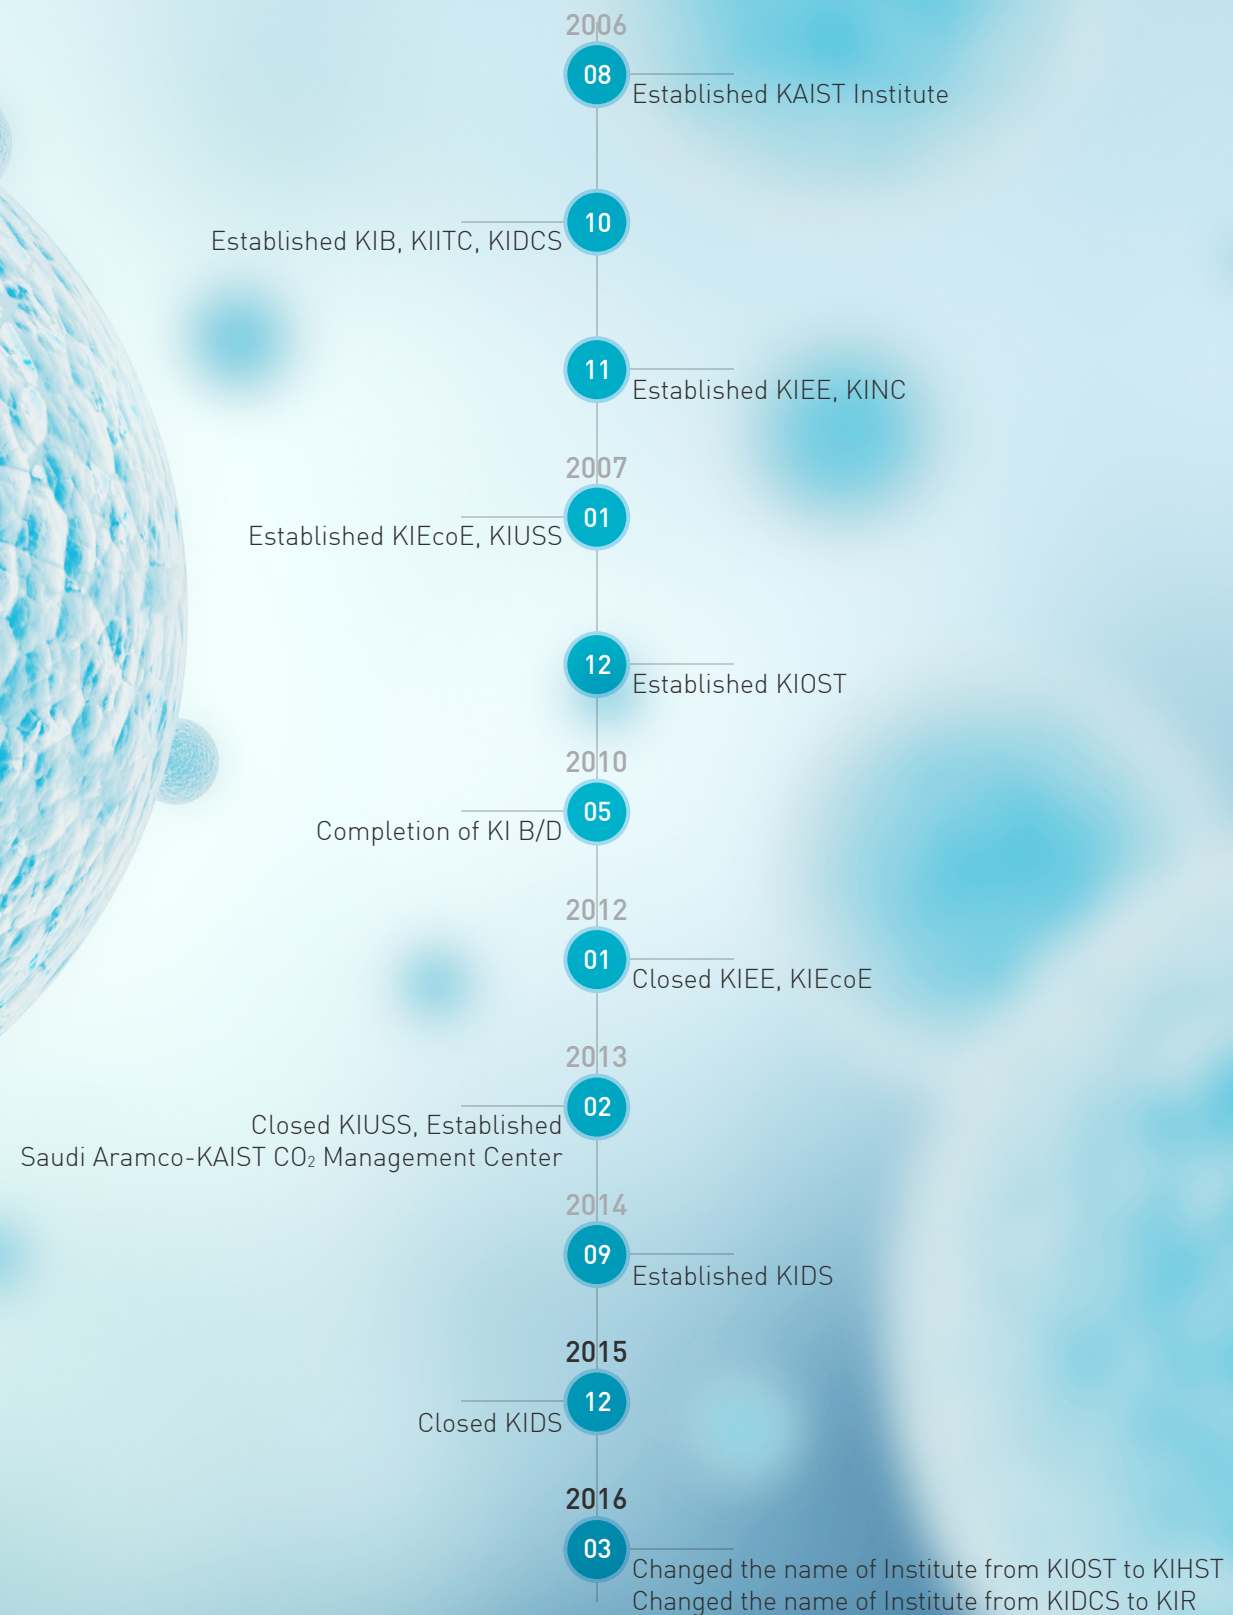 2006
08
Established KAIST Institute
10
Established KIB, KIITC, KIDCS
11
Established KIEE, KINC
2007
01
Established KIEcoE, KIUSS
12
Established KIOST
2010
05
Completion of KI B/D
2012
01
Closed KIEE, KIEcoE
2013
02
Closed KIUSS, Established
Saudi Aramco-KAIST CO₂ Management Center
2014
09
Established KIDS
2015
12
Closed KIDS
2016
03
Changed the name of Institute from KIOST to KIHST
Changed the name of Institute from KIDCS to KIR